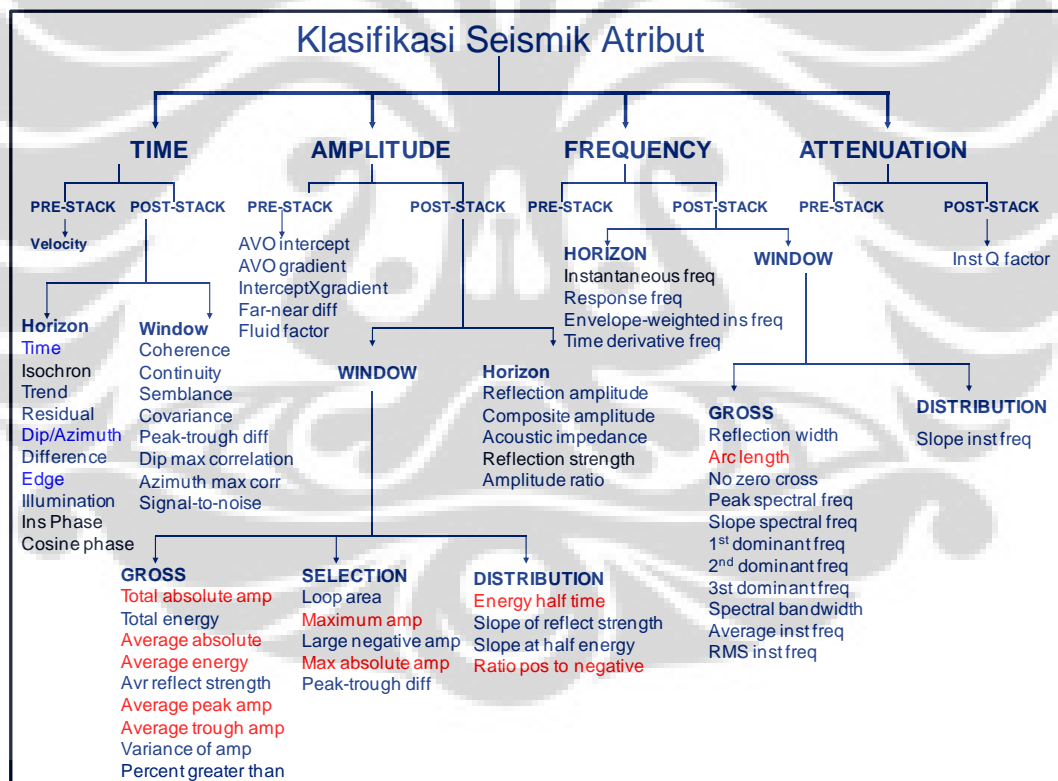 Klasifikasi Seismik Atribut
TIME
AMPLITUDE
FREQUENCY
ATTENUATION
PRE-STACK
POST-STACK
PRE-STACK
POST-STACK
PRE-STACK
POST-STACK
PRE-STACK
POST-STACK
Velocity
Horizon
Time
Isochron
Trend
Residual
Dip/Azimuth
Difference
Edge
Illumination
Ins Phase
Cosine phase
Window
Coherence
Continuity
Semblance
Covariance
Peak-trough diff
Dip max correlation
Azimuth max corr
Signal-to-noise
AVO intercept
AVO gradient
InterceptXgradient
Far-near diff
Fluid factor
WINDOW
GROSS
Total absolute amp
Total energy
Average absolute
Average energy
Avr reflect strength
Average peak amp
Average trough amp
Variance of amp
Percent greater than
SELECTION
Loop area
Maximum amp
Large negative amp
Max absolute amp
Peak-trough diff
DISTRIBUTION
Energy half time
Slope of reflect strength
Slope at half energy
Ratio pos to negative
Horizon
Reflection amplitude
Composite amplitude
Acoustic impedance
Reflection strength
Amplitude ratio
HORIZON
Instantaneous freq
Response freq
Envelope-weighted ins freq
Time derivative freq
WINDOW
GROSS
Reflection width
Arc length
No zero cross
Peak spectral freq
Slope spectral freq
1st dominant freq
2nd dominant freq
3st dominant freq
Spectral bandwidth
Average inst freq
RMS inst freq
DISTRIBUTION
Slope inst freq
Inst Q factor